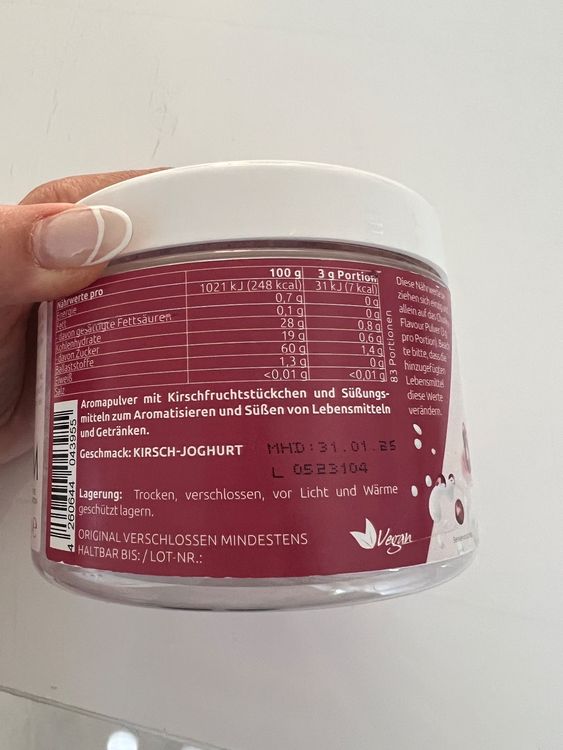 Nährwerte pro 100 g 3 g Portion
Energie 1021 kJ (248 kcal) 31 kJ (7 kcal)
Fett 0,7 g 0 g
- davon gesättigte Fettsäuren 0,1 g 0 g
Kohlenhydrate 28 g 0,8 g
- davon Zucker 19 g 0,6 g
Ballaststoffe 60 g 1,4 g
Eiweiß 1,3 g 0 g
Salz <0,01 g <0,01 g
83 Portionen
Diese Nährwerte
ziehen sich
allein auf das
Flavour Pulver (3 g
pro Portion).
te bitte, dass die
hinzugefügten
Lebensmittel
diese Werte
verändern.
Aromapulver mit Kirschfruchtstückchen und Süßungs-
mitteln zum Aromatisieren und Süßen von Lebensmitteln
und Getränken.
Geschmack: KIRSCH-JOGHURT
MHD:31.01.25
L 0523104
Lagerung: Trocken, verschlossen, vor Licht und Wärme
geschützt lagern.
ORIGINAL VERSCHLOSSEN MINDESTENS
HALTBAR BIS: / LOT-NR.:
Vegan
4 260644 043955